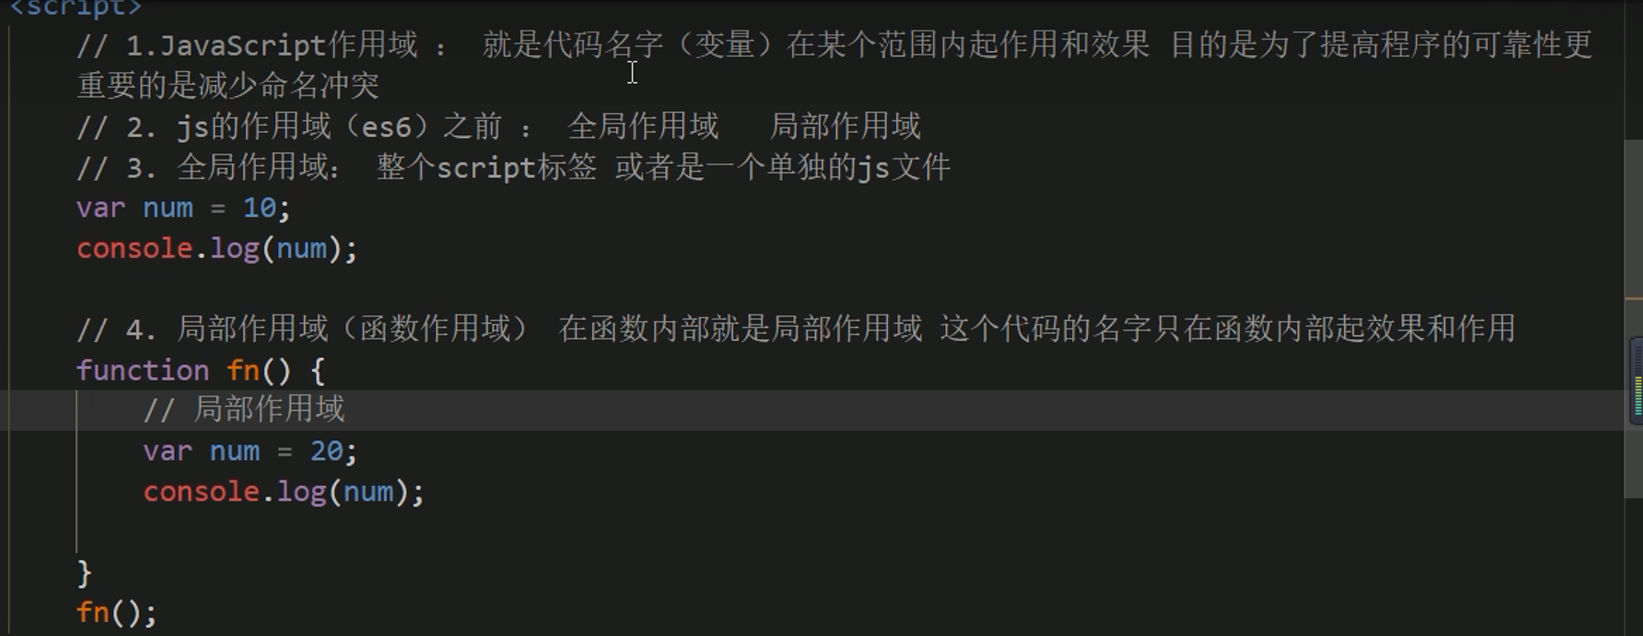 <script>
// 1.JavaScript作用域 ： 就是代码名字（变量）在某个范围内起作用和效果 目的是为了提高程序的可靠性更
重要的是减少命名冲突
// 2. js的作用域（es6）之前 ： 全局作用域 局部作用域
// 3. 全局作用域： 整个script标签 或者是一个单独的js文件
var num = 10;
console.log(num);
// 4. 局部作用域（函数作用域） 在函数内部就是局部作用域 这个代码的名字只在函数内部起效果和作用
function fn() {
// 局部作用域
var num = 20;
console.log(num);
}
fn();